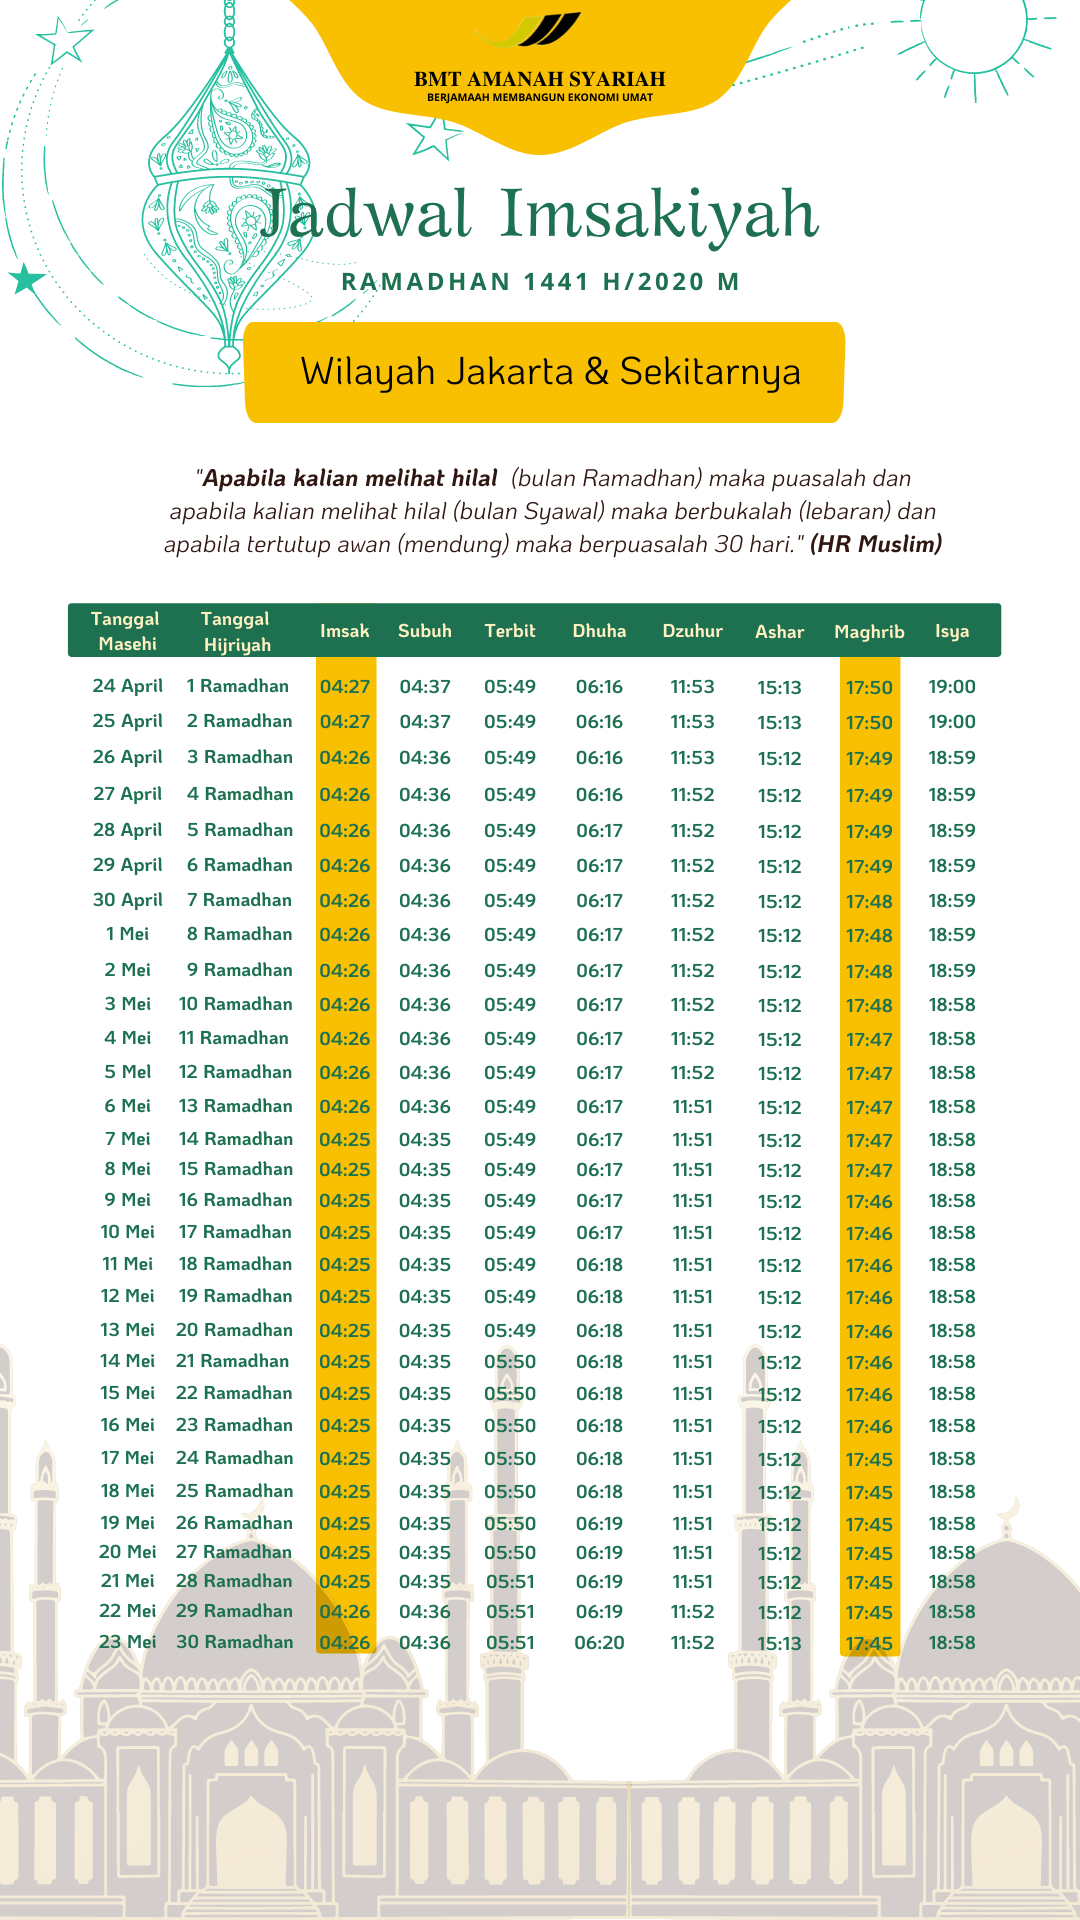 BMT AMANAH SYARIAH
BERJAMAAH MEMBANGUN EKONOMI UMAT
Jadwal Imsakiyah
RAMADHAN 1441 H/2020 M
Wilayah Jakarta & Sekitarnya
"Apabila kalian melihat hilal (bulan Ramadhan) maka puasalah dan
apabila kalian melihat hilal (bulan Syawal) maka berbukalah (lebaran) dan
apabila tertutup awan (mendung) maka berpuasalah 30 hari." (HR Muslim)
Tanggal Masehi Tanggal Hijriyah Imsak Subuh Terbit Dhuha Dzuhur Ashar Maghrib Isya
24 April 1 Ramadhan 04:27 04:37 05:49 06:16 11:53 15:13 17:50 19:00
25 April 2 Ramadhan 04:27 04:37 05:49 06:16 11:53 15:13 17:50 19:00
26 April 3 Ramadhan 04:26 04:36 05:49 06:16 11:53 15:12 17:49 18:59
27 April 4 Ramadhan 04:26 04:36 05:49 06:16 11:52 15:12 17:49 18:59
28 April 5 Ramadhan 04:26 04:36 05:49 06:17 11:52 15:12 17:49 18:59
29 April 6 Ramadhan 04:26 04:36 05:49 06:17 11:52 15:12 17:49 18:59
30 April 7 Ramadhan 04:26 04:36 05:49 06:17 11:52 15:12 17:48 18:59
1 Mei 8 Ramadhan 04:26 04:36 05:49 06:17 11:52 15:12 17:48 18:59
2 Mei 9 Ramadhan 04:26 04:36 05:49 06:17 11:52 15:12 17:48 18:59
3 Mei 10 Ramadhan 04:26 04:36 05:49 06:17 11:52 15:12 17:48 18:58
4 Mei 11 Ramadhan 04:26 04:36 05:49 06:17 11:52 15:12 17:47 18:58
5 Mel 12 Ramadhan 04:26 04:36 05:49 06:17 11:52 15:12 17:47 18:58
6 Mei 13 Ramadhan 04:26 04:36 05:49 06:17 11:51 15:12 17:47 18:58
7 Mei 14 Ramadhan 04:25 04:35 05:49 06:17 11:51 15:12 17:47 18:58
8 Mei 15 Ramadhan 04:25 04:35 05:49 06:17 11:51 15:12 17:47 18:58
9 Mei 16 Ramadhan 04:25 04:35 05:49 06:17 11:51 15:12 17:46 18:58
10 Mei 17 Ramadhan 04:25 04:35 05:49 06:17 11:51 15:12 17:46 18:58
11 Mei 18 Ramadhan 04:25 04:35 05:49 06:18 11:51 15:12 17:46 18:58
12 Mei 19 Ramadhan 04:25 04:35 05:49 06:18 11:51 15:12 17:46 18:58
13 Mei 20 Ramadhan 04:25 04:35 05:49 06:18 11:51 15:12 17:46 18:58
14 Mei 21 Ramadhan 04:25 04:35 05:50 06:18 11:51 15:12 17:46 18:58
15 Mei 22 Ramadhan 04:25 04:35 05:50 06:18 11:51 15:12 17:46 18:58
16 Mei 23 Ramadhan 04:25 04:35 05:50 06:18 11:51 15:12 17:46 18:58
17 Mei 24 Ramadhan 04:25 04:35 05:50 06:18 11:51 15:12 17:45 18:58
18 Mei 25 Ramadhan 04:25 04:35 05:50 06:18 11:51 15:12 17:45 18:58
19 Mei 26 Ramadhan 04:25 04:35 05:50 06:19 11:51 15:12 17:45 18:58
20 Mei 27 Ramadhan 04:25 04:35 05:50 06:19 11:51 15:12 17:45 18:58
21 Mei 28 Ramadhan 04:25 04:35 05:51 06:19 11:51 15:12 17:45 18:58
22 Mei 29 Ramadhan 04:26 04:36 05:51 06:19 11:52 15:12 17:45 18:58
23 Mei 30 Ramadhan 04:26 04:36 05:51 06:20 11:52 15:13 17:45 18:58